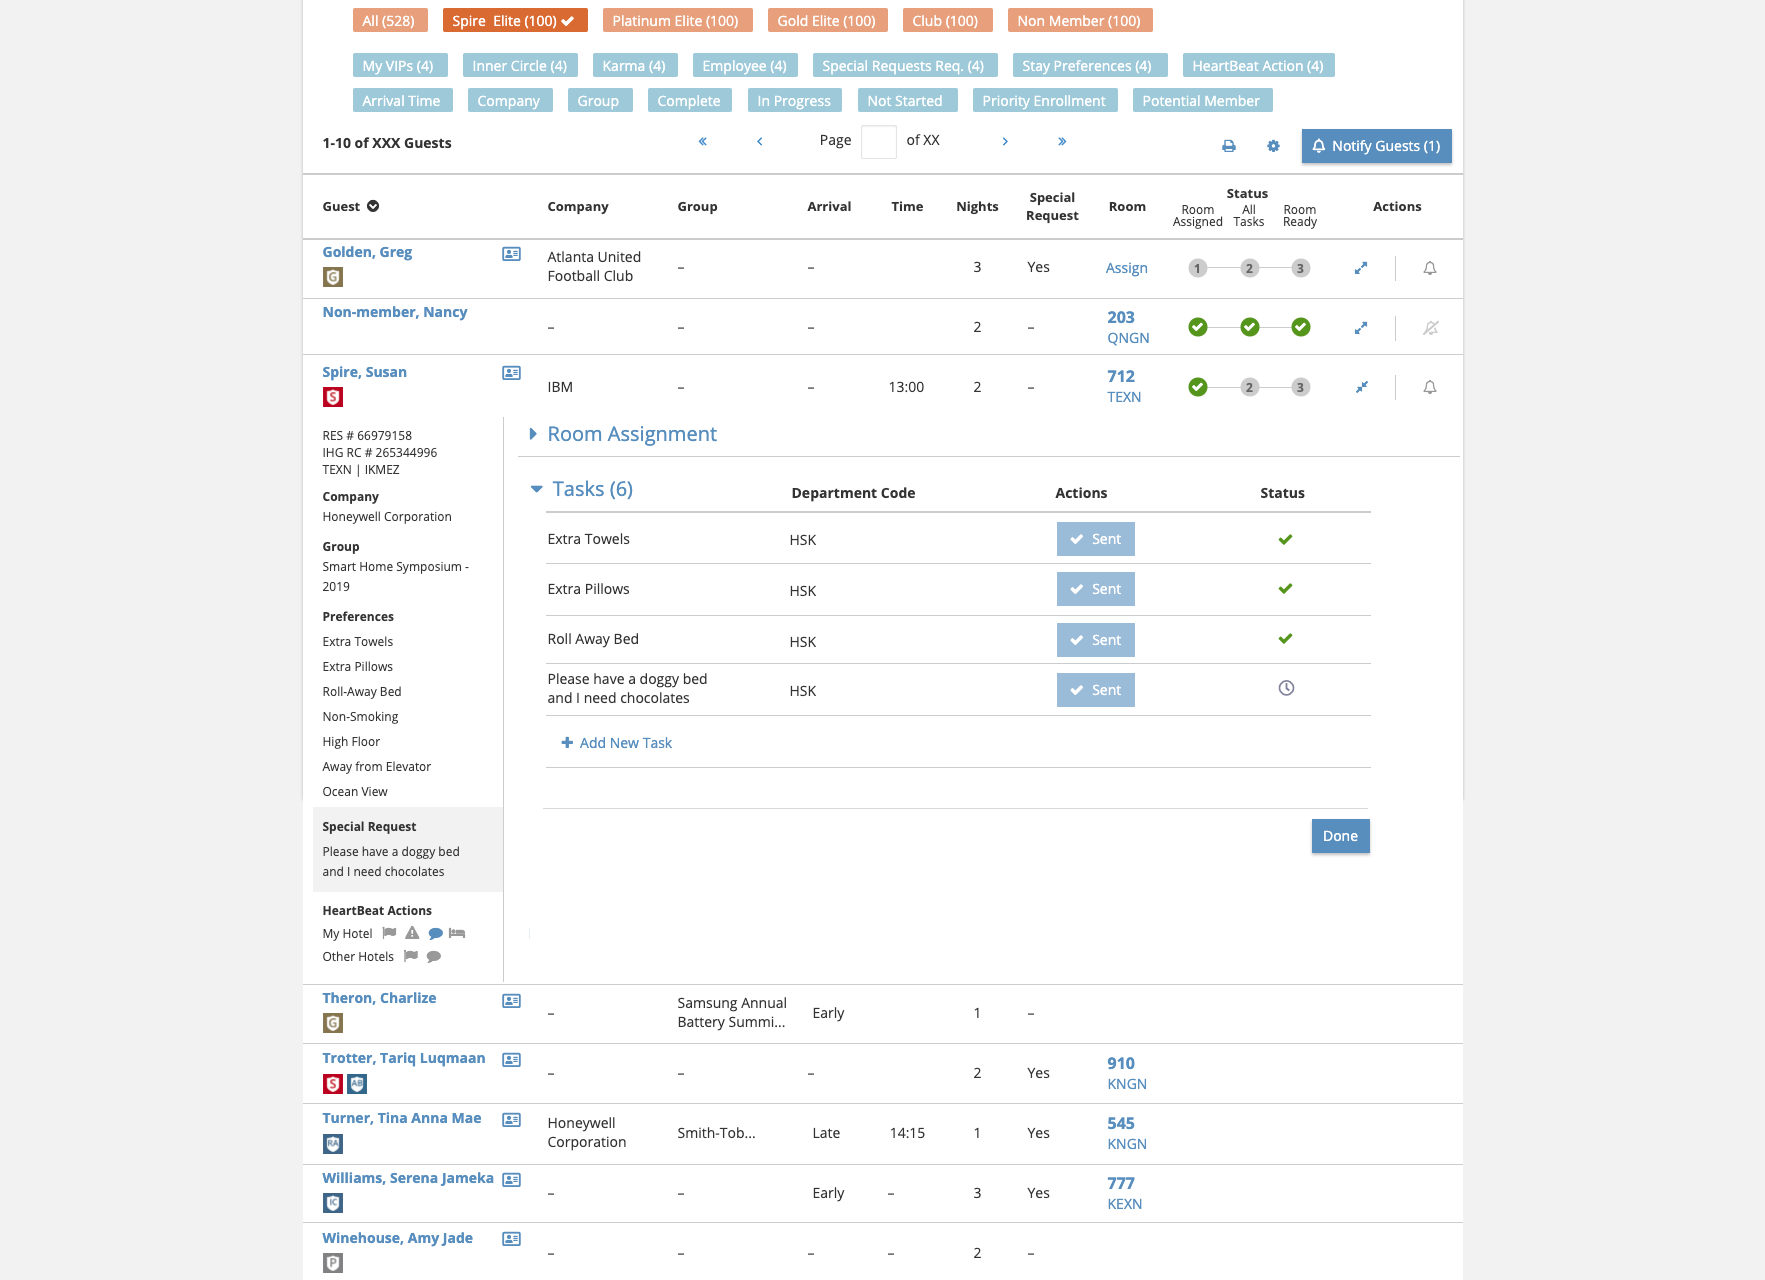 All (528) Spire Elite (100) Platinum Elite (100) Gold Elite (100) Club (100) Non Member (100)
My VIPs (4) Inner Circle (4) Karma (4) Employee (4) Special Requests Req. (4) Stay Preferences (4) HeartBeat Action (4)
Arrival Time Company Group Complete In Progress Not Started Priority Enrollment Potential Member
1-10 of XXX Guests « ‹ Page of XX › » Notify Guests (1)
Guest Company Group Arrival Time Nights Special Request Room Status Room Assigned All Tasks Room Ready Actions
Golden, Greg
G
Atlanta United
Football Club
– – 3 Yes Assign 1 2 3
Non-member, Nancy
– – – 2 – 203
QNGN
Spire, Susan
S
IBM – – 13:00 2 – 712
TEXN
2 3
RES # 66979158
IHG RC # 265344996
TEXN | IKMEZ
Company
Honeywell Corporation
Group
Smart Home Symposium -
2019
Preferences
Extra Towels
Extra Pillows
Roll-Away Bed
Non-Smoking
High Floor
Away from Elevator
Ocean View
Special Request
Please have a doggy bed
and I need chocolates
HeartBeat Actions
My Hotel
Other Hotels
Room Assignment
Tasks (6) Department Code Actions Status
Extra Towels HSK Sent
Extra Pillows HSK Sent
Roll Away Bed HSK Sent
Please have a doggy bed
and I need chocolates
HSK Sent
+ Add New Task
Done
Theron, Charlize
G
– Samsung Annual
Battery Summi...
Early 1 –
Trotter, Tariq Luqmaan
S AB
– – – 2 Yes 910
KNGN
Turner, Tina Anna Mae
RA
Honeywell
Corporation
Smith-Tob... Late 14:15 1 Yes 545
KNGN
Williams, Serena Jameka
IC
– – Early – 3 Yes 777
KEXN
Winehouse, Amy Jade
P
– – – – 2 –